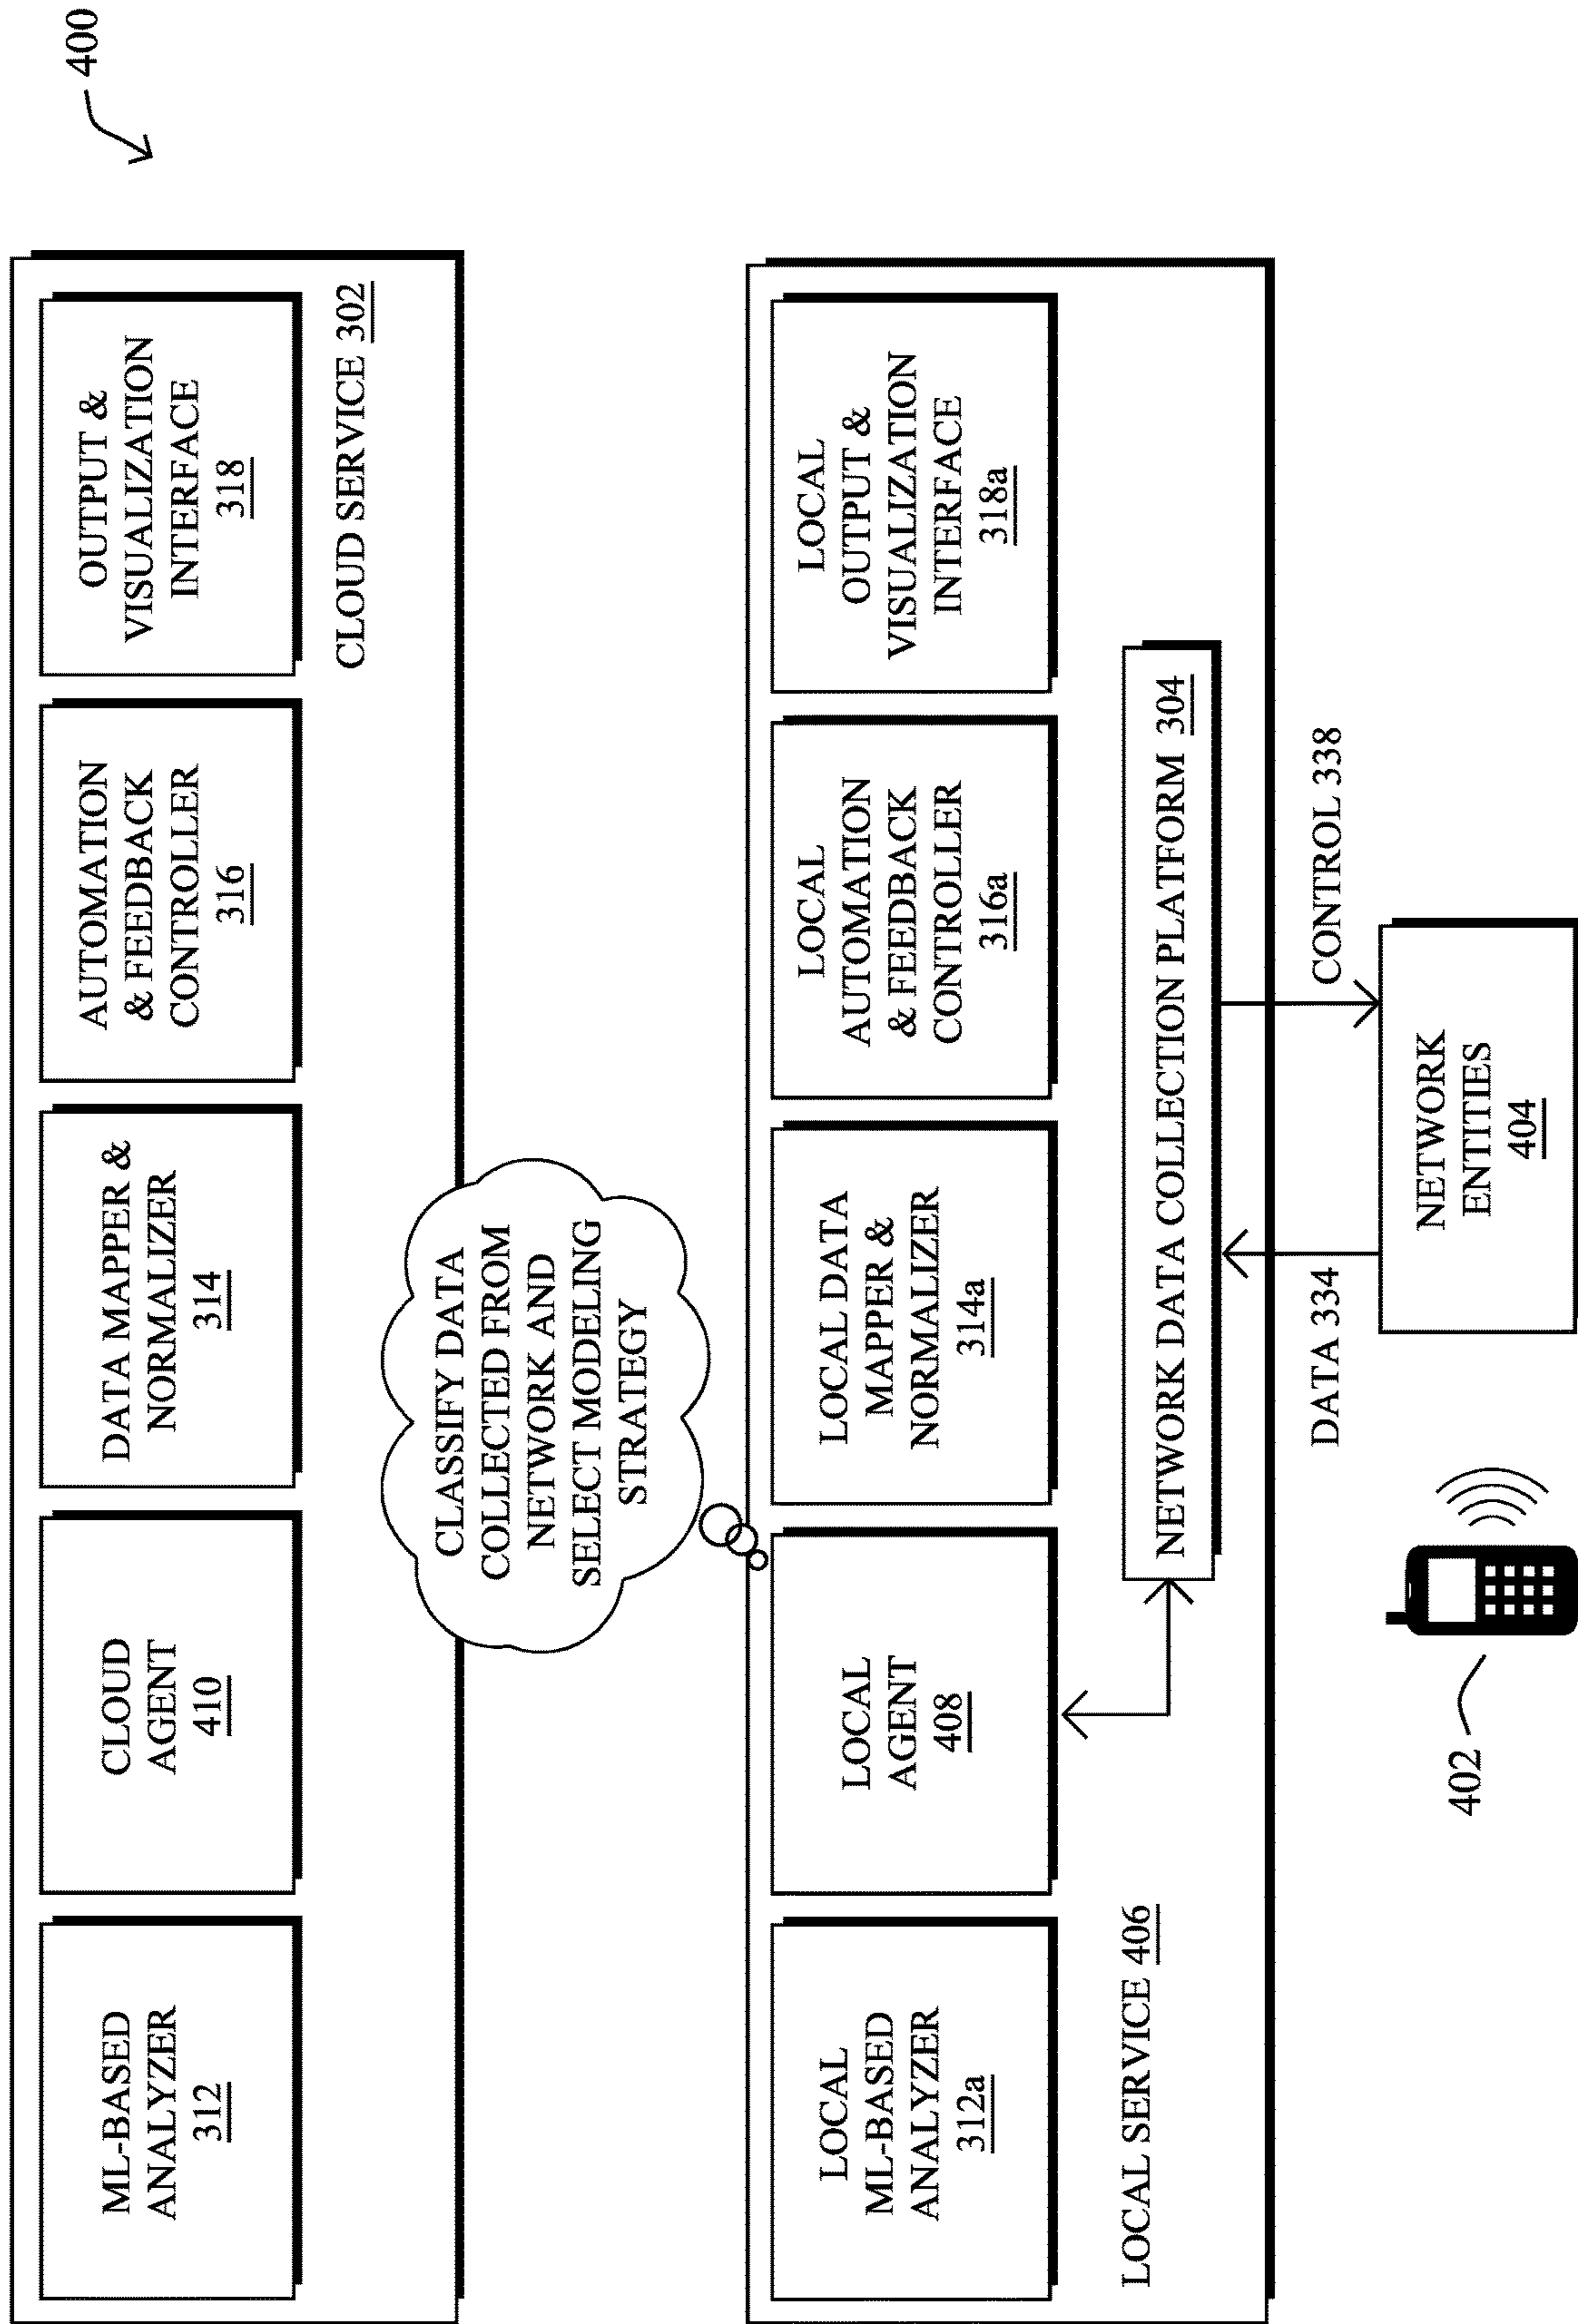 400
ML-BASED
ANALYZER
312
CLOUD
AGENT
410
DATA MAPPER &
NORMALIZER
314
AUTOMATION
& FEEDBACK
CONTROLLER
316
OUTPUT &
VISUALIZATION
INTERFACE
318
CLOUD SERVICE 302
CLASSIFY DATA
COLLECTED FROM
NETWORK AND
SELECT MODELING
STRATEGY
LOCAL
ML-BASED
ANALYZER
312a
LOCAL
AGENT
408
LOCAL DATA
MAPPER &
NORMALIZER
314a
LOCAL
AUTOMATION
& FEEDBACK
CONTROLLER
316a
LOCAL
OUTPUT &
VISUALIZATION
INTERFACE
318a
LOCAL SERVICE 406
NETWORK DATA COLLECTION PLATFORM 304
DATA 334
CONTROL 338
402
NETWORK
ENTITIES
404